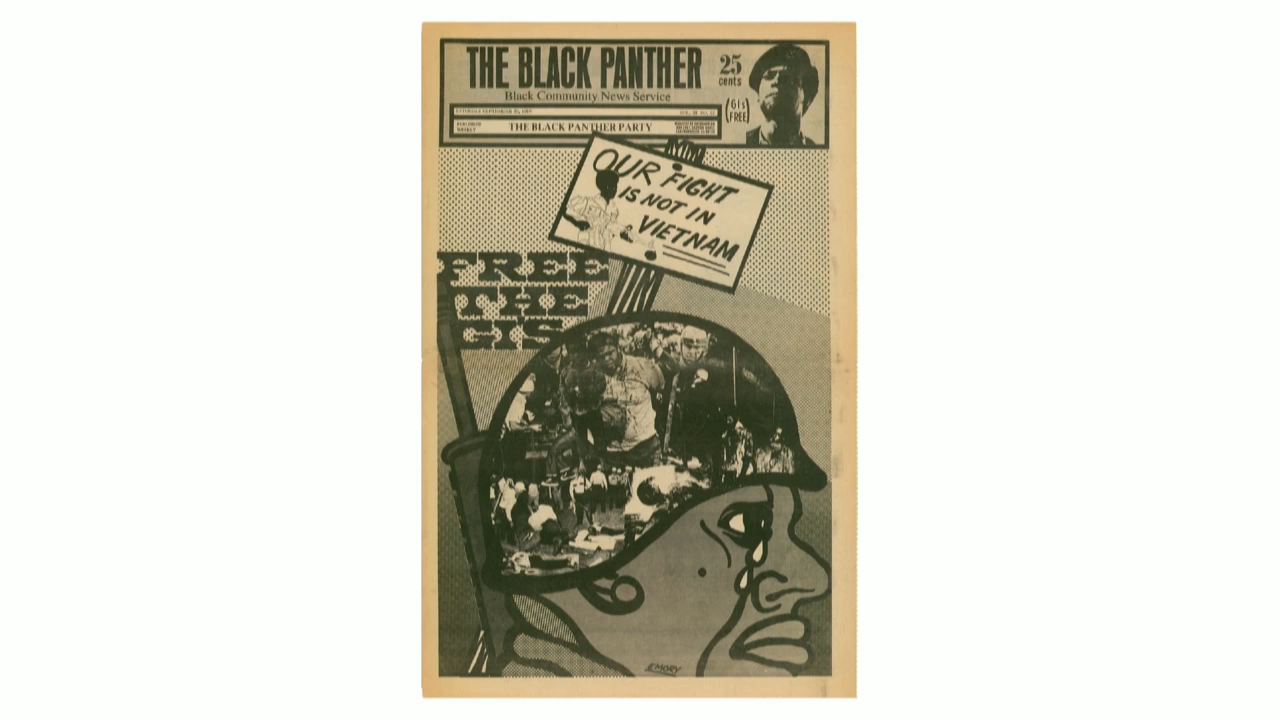 THE BLACK PANTHER
25
cents
Black Community News Service
(GIs
FREE)
THE BLACK PANTHER PARTY
OUR FIGHT
IS NOT IN
VIETNAM
FREE
THE
GIS
EMORY